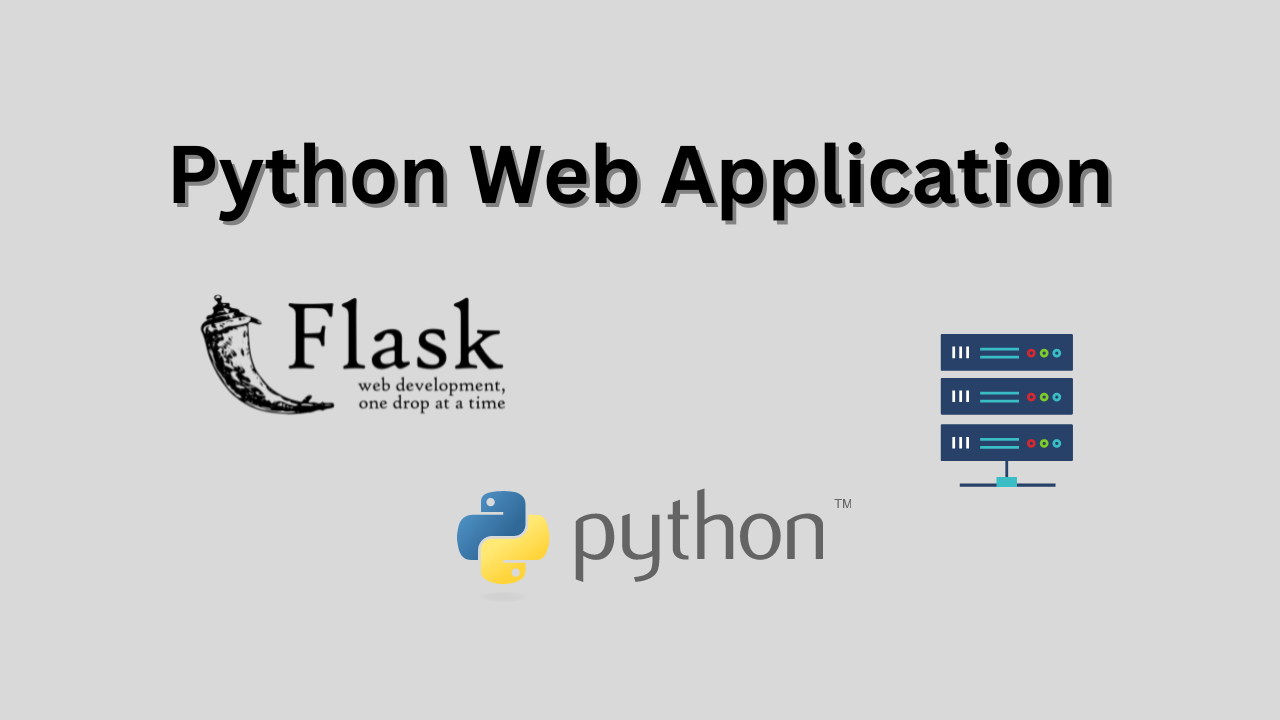 Python Web Application
Flask
web development,
one drop at a time
python
TM